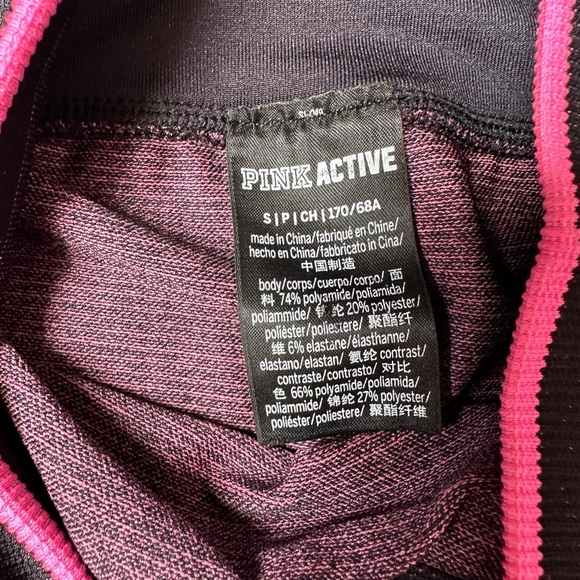 PINK ACTIVE
S | P | CH | 170/68A
made in China/fabriqué en Chine/
hecho en China/fabbricato in Cina/
中国制造
body/corps/cuerpo/corpo/ 面
料 74% polyamide/poliamida/
poliammide/ 锦纶 20% polyester/
poliéster/poliestere/ 聚酯纤
维 6% elastane/élasthanne/
elastano/elastan/ 氨纶 contrast/
contraste/contrasto/ 对比
色 66% polyamide/poliamida/
poliammide/ 锦纶 27% polyester/
poliéster/poliestere/ 聚酯纤维